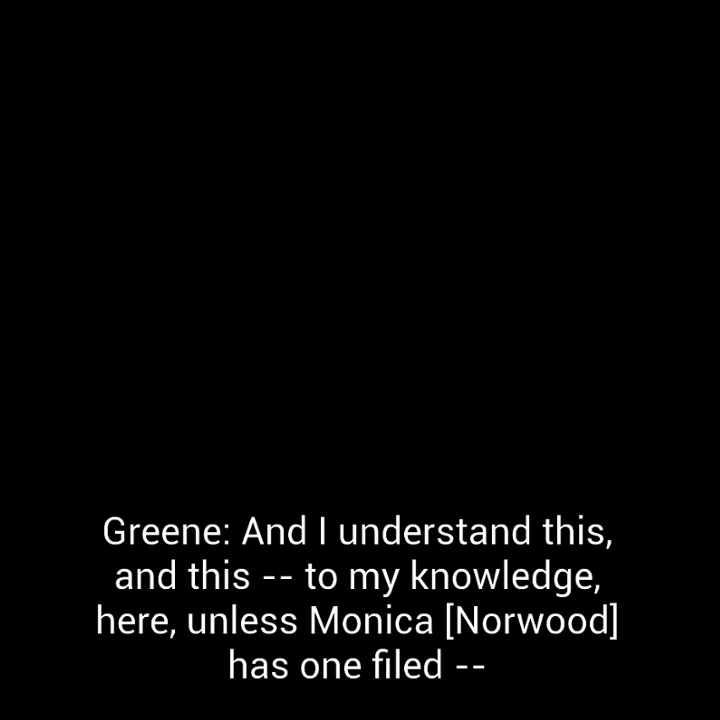 Greene: And I understand this,
and this -- to my knowledge,
here, unless Monica [Norwood]
has one filed --